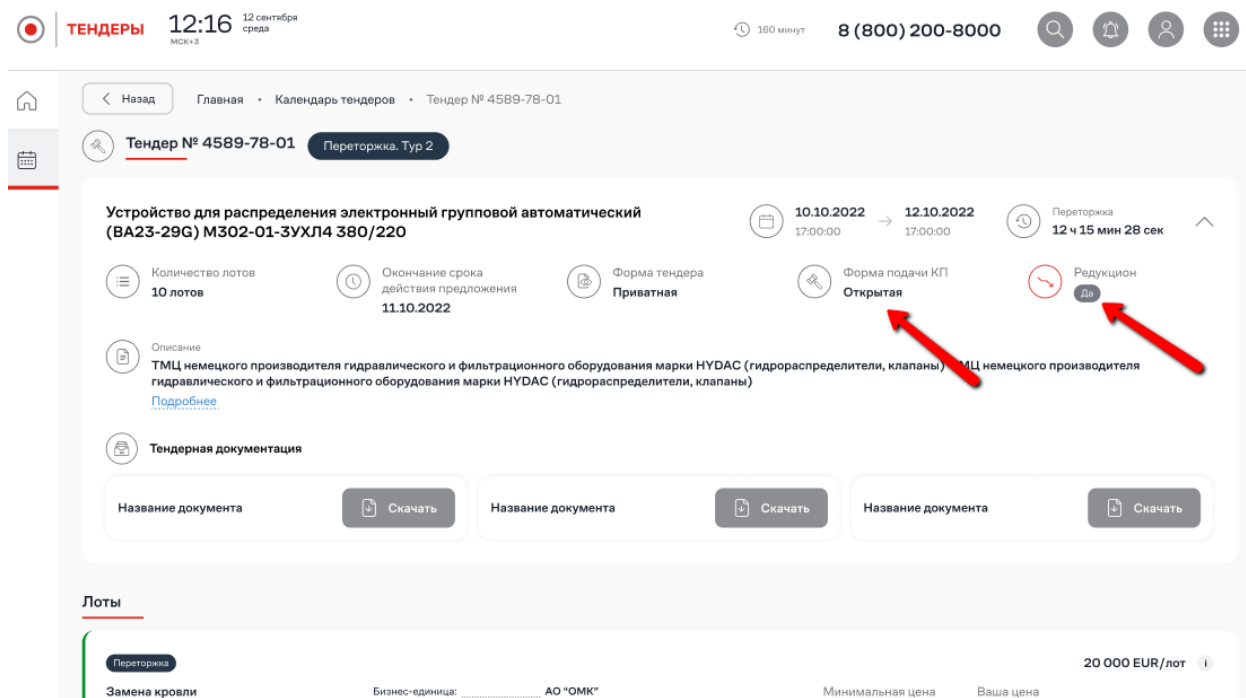 ТЕНДЕРЫ
12:16
МСК+3
12 сентября
среда
160 минут
8 (800) 200-8000
Назад
Главная • Календарь тендеров • Тендер № 4589-78-01
Тендер № 4589-78-01
Переторжка. Тур 2
Устройство для распределения электронный групповой автоматический
(ВА23-29G) М302-01-3УХЛ4 380/220
10.10.2022 → 12.10.2022
17:00:00 17:00:00
Переторжка
12 ч 15 мин 28 сек
Количество лотов
10 лотов
Окончание срока
действия предложения
11.10.2022
Форма тендера
Приватная
Форма подачи КП
Открытая
Редукцион
Да
Описание
ТМЦ немецкого производителя гидравлического и фильтрационного оборудования марки HYDAC (гидрораспределители, клапаны) немецкого производителя
гидравлического и фильтрационного оборудования марки HYDAC (гидрораспределители, клапаны)
Подробнее
Тендерная документация
Название документа Скачать
Название документа Скачать
Название документа Скачать
Лоты
Переторжка
20 000 EUR/лот i
Замена кровли
Бизнес-единица: АО "ОМК"
Минимальная цена
Ваша цена